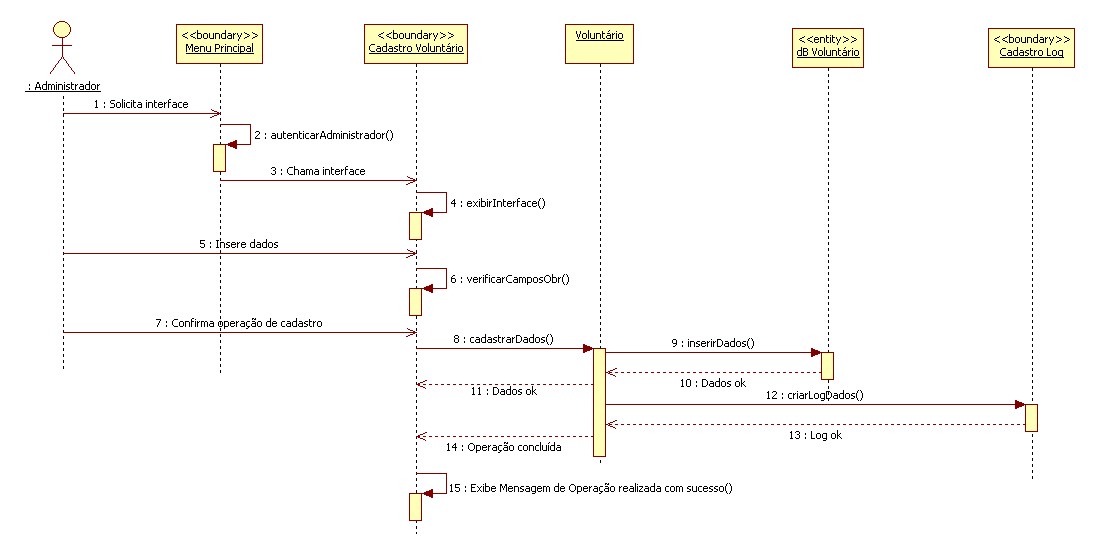 <<boundary>>
Menu Principal
<<boundary>>
Cadastro Voluntário
Voluntário
<<entity>>
dB Voluntário
<<boundary>>
Cadastro Log
: Administrador
1 : Solicita interface
2 : autenticarAdministrador()
3 : Chama interface
4 : exibirInterface()
5 : Insere dados
6 : verificarCamposObr()
7 : Confirma operação de cadastro
8 : cadastrarDados()
9 : inserirDados()
10 : Dados ok
11 : Dados ok
12 : criarLogDados()
13 : Log ok
14 : Operação concluída
15 : Exibe Mensagem de Operação realizada com sucesso()